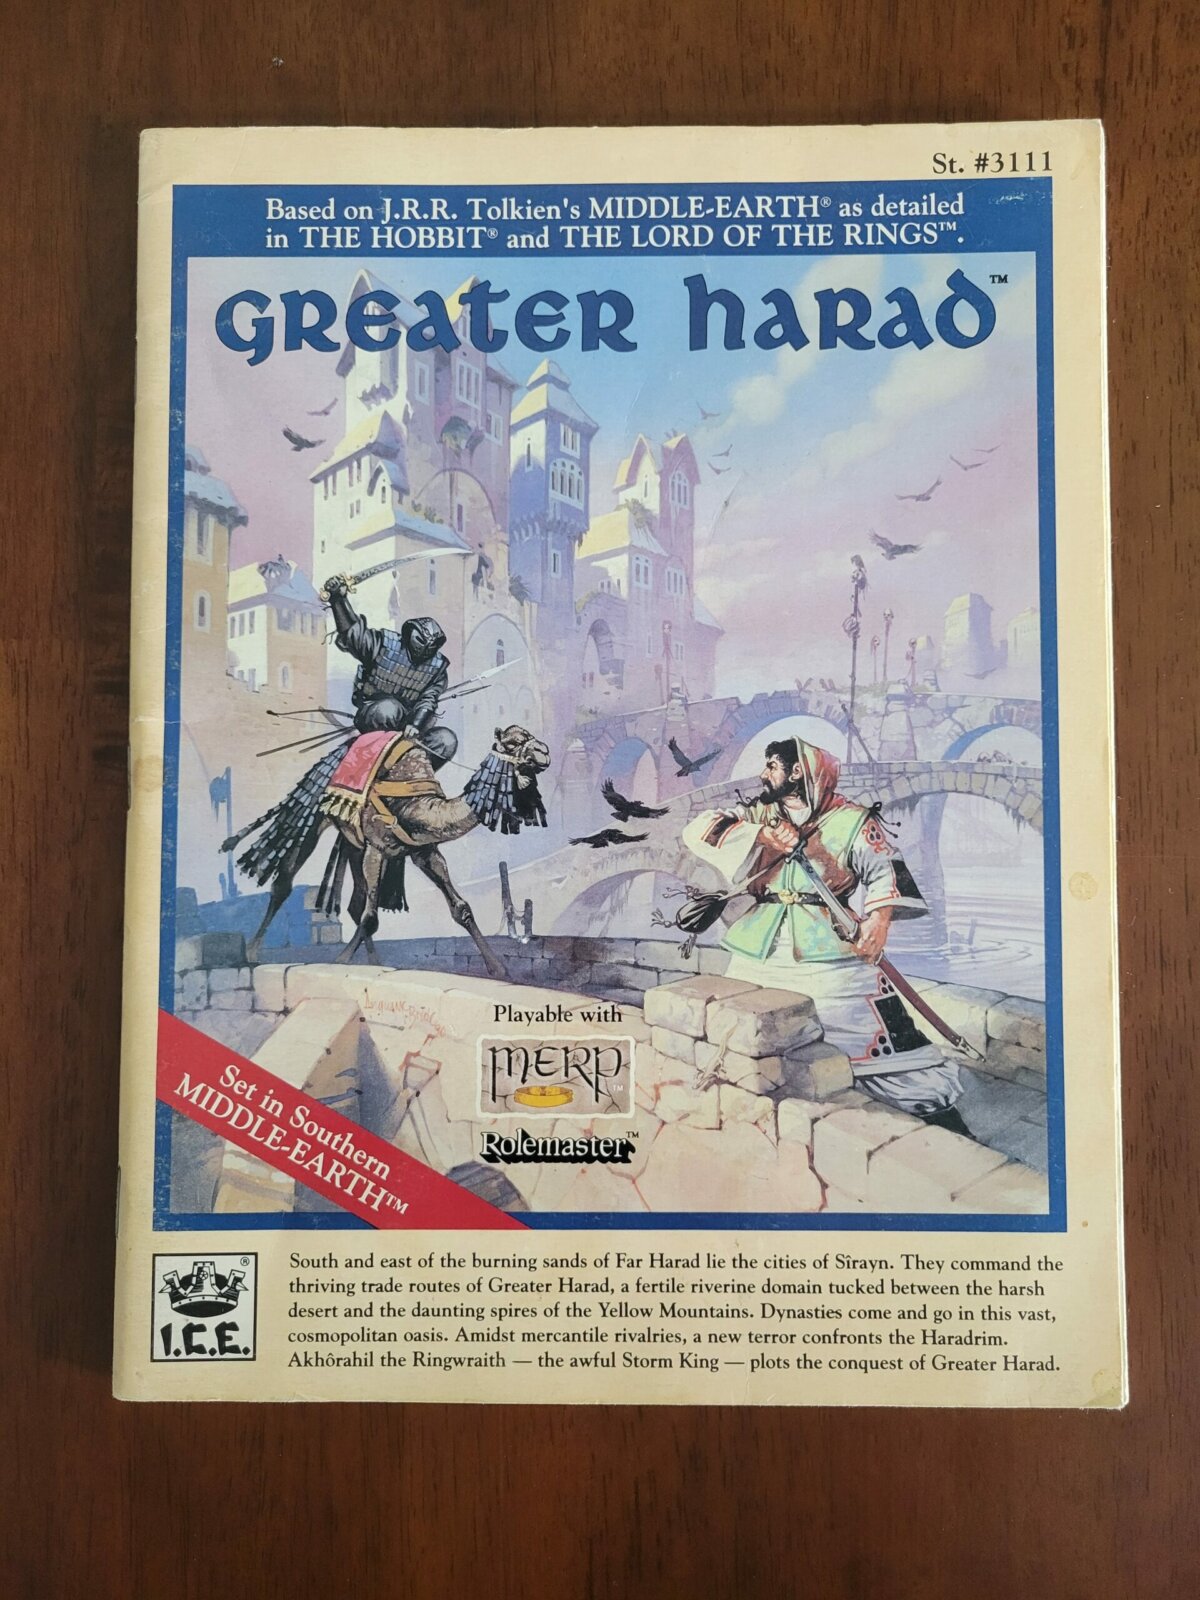 St. #3111
Based on J.R.R. Tolkien's MIDDLE-EARTH® as detailed
in THE HOBBIT® and THE LORD OF THE RINGS™.
GREATER HARAD™
Playable with
MERP™
Rolemaster™
Set in Southern
MIDDLE-EARTH™
I.C.E.®
South and east of the burning sands of Far Harad lie the cities of Sîrayn. They command the
thriving trade routes of Greater Harad, a fertile riverine domain tucked between the harsh
desert and the daunting spires of the Yellow Mountains. Dynasties come and go in this vast,
cosmopolitan oasis. Amidst mercantile rivalries, a new terror confronts the Haradrim.
Akhôrahil the Ringwraith — the awful Storm King — plots the conquest of Greater Harad.